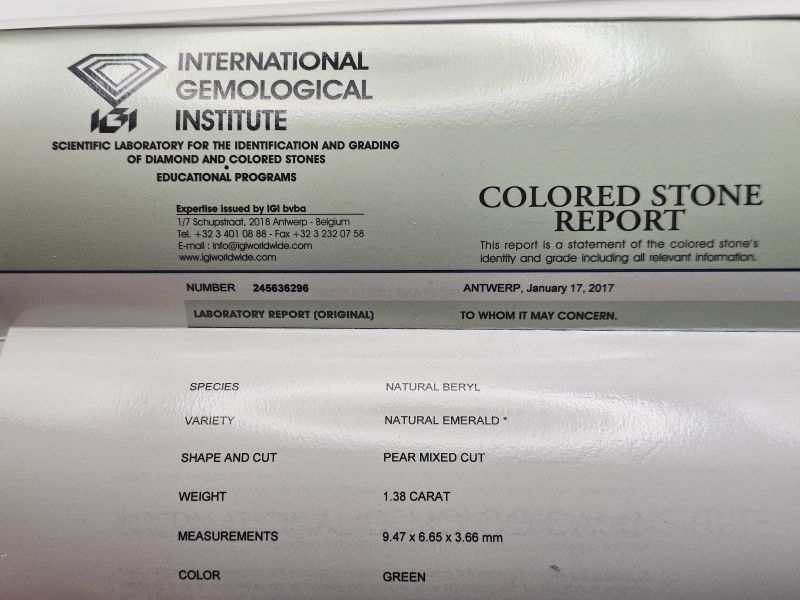 INTERNATIONAL
GEMOLOGICAL
INSTITUTE
IGI
SCIENTIFIC LABORATORY FOR THE IDENTIFICATION AND GRADING
OF DIAMOND AND COLORED STONES
•
EDUCATIONAL PROGRAMS
Expertise issued by IGI bvba
1/7 Schupstraat, 2018 Antwerp - Belgium
Tel. +32 3 401 08 88 - Fax +32 3 232 07 58
E-mail : info@igiworldwide.com
www.igiworldwide.com
COLORED STONE
REPORT
This report is a statement of the colored stone's
identity and grade including all relevant information.
NUMBER 245636296 ANTWERP, January 17, 2017
LABORATORY REPORT (ORIGINAL) TO WHOM IT MAY CONCERN.
SPECIES NATURAL BERYL
VARIETY NATURAL EMERALD *
SHAPE AND CUT PEAR MIXED CUT
WEIGHT 1.38 CARAT
MEASUREMENTS 9.47 x 6.65 x 3.66 mm
COLOR GREEN